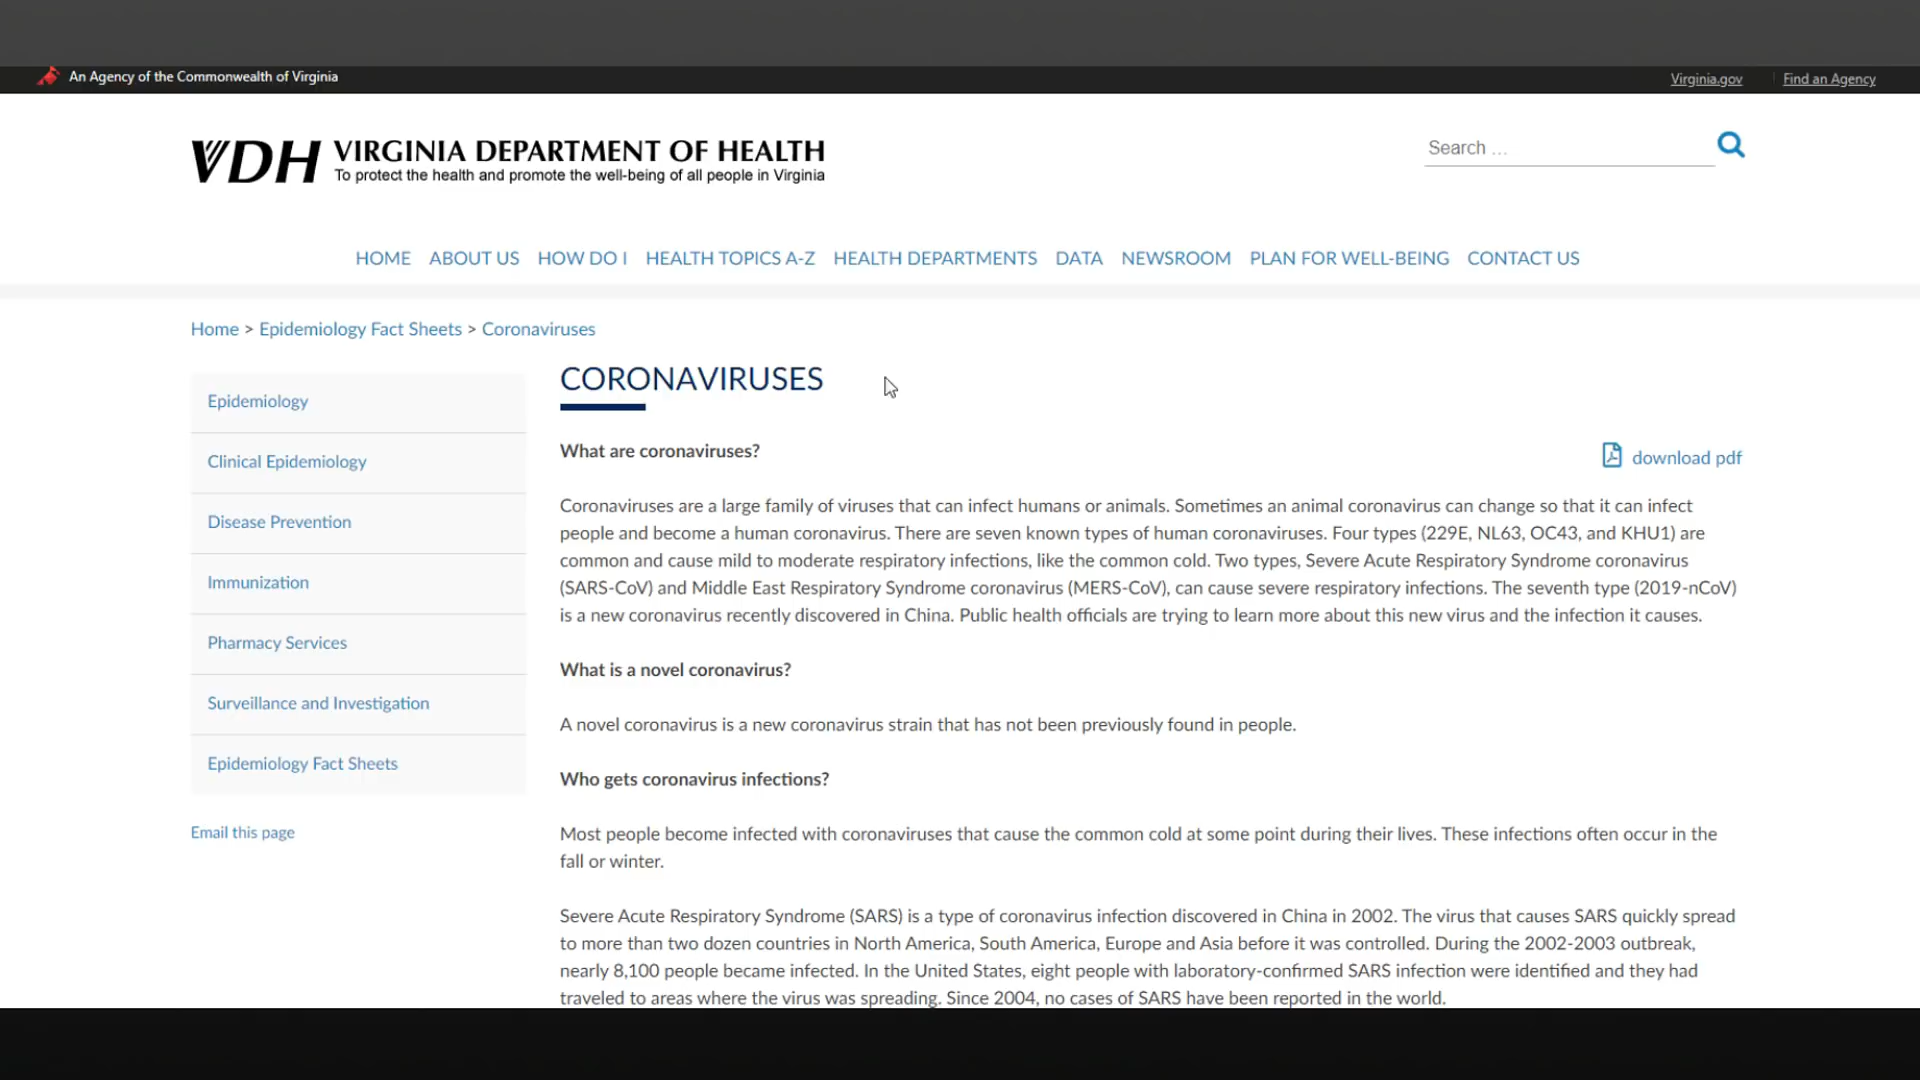 An Agency of the Commonwealth of Virginia
Virginia.gov
Find an Agency
VDH VIRGINIA DEPARTMENT OF HEALTH
To protect the health and promote the well-being of all people in Virginia
Search ...
HOME ABOUT US HOW DO I HEALTH TOPICS A-Z HEALTH DEPARTMENTS DATA NEWSROOM PLAN FOR WELL-BEING CONTACT US
Home > Epidemiology Fact Sheets > Coronaviruses
Epidemiology
Clinical Epidemiology
Disease Prevention
Immunization
Pharmacy Services
Surveillance and Investigation
Epidemiology Fact Sheets
Email this page
CORONAVIRUSES
What are coronaviruses?
download pdf
Coronaviruses are a large family of viruses that can infect humans or animals. Sometimes an animal coronavirus can change so that it can infect
people and become a human coronavirus. There are seven known types of human coronaviruses. Four types (229E, NL63, OC43, and KHU1) are
common and cause mild to moderate respiratory infections, like the common cold. Two types, Severe Acute Respiratory Syndrome coronavirus
(SARS-CoV) and Middle East Respiratory Syndrome coronavirus (MERS-CoV), can cause severe respiratory infections. The seventh type (2019-nCoV)
is a new coronavirus recently discovered in China. Public health officials are trying to learn more about this new virus and the infection it causes.
What is a novel coronavirus?
A novel coronavirus is a new coronavirus strain that has not been previously found in people.
Who gets coronavirus infections?
Most people become infected with coronaviruses that cause the common cold at some point during their lives. These infections often occur in the
fall or winter.
Severe Acute Respiratory Syndrome (SARS) is a type of coronavirus infection discovered in China in 2002. The virus that causes SARS quickly spread
to more than two dozen countries in North America, South America, Europe and Asia before it was controlled. During the 2002-2003 outbreak,
nearly 8,100 people became infected. In the United States, eight people with laboratory-confirmed SARS infection were identified and they had
traveled to areas where the virus was spreading. Since 2004, no cases of SARS have been reported in the world.